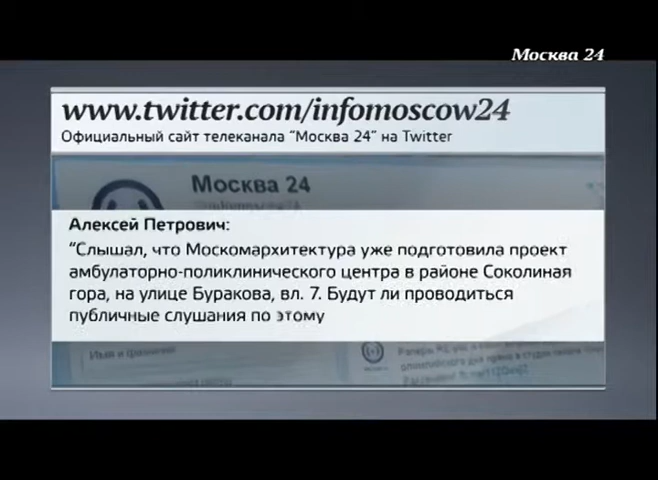 Москва 24
www.twitter.com/infomoscow24
Официальный сайт телеканала "Москва 24" на Twitter
Москва 24
Алексей Петрович:
"Слышал, что Москомархитектура уже подготовила проект
амбулаторно-поликлинического центра в районе Соколиная
гора, на улице Буракова, вл. 7. Будут ли проводиться
публичные слушания по этому
Имя и фамилия